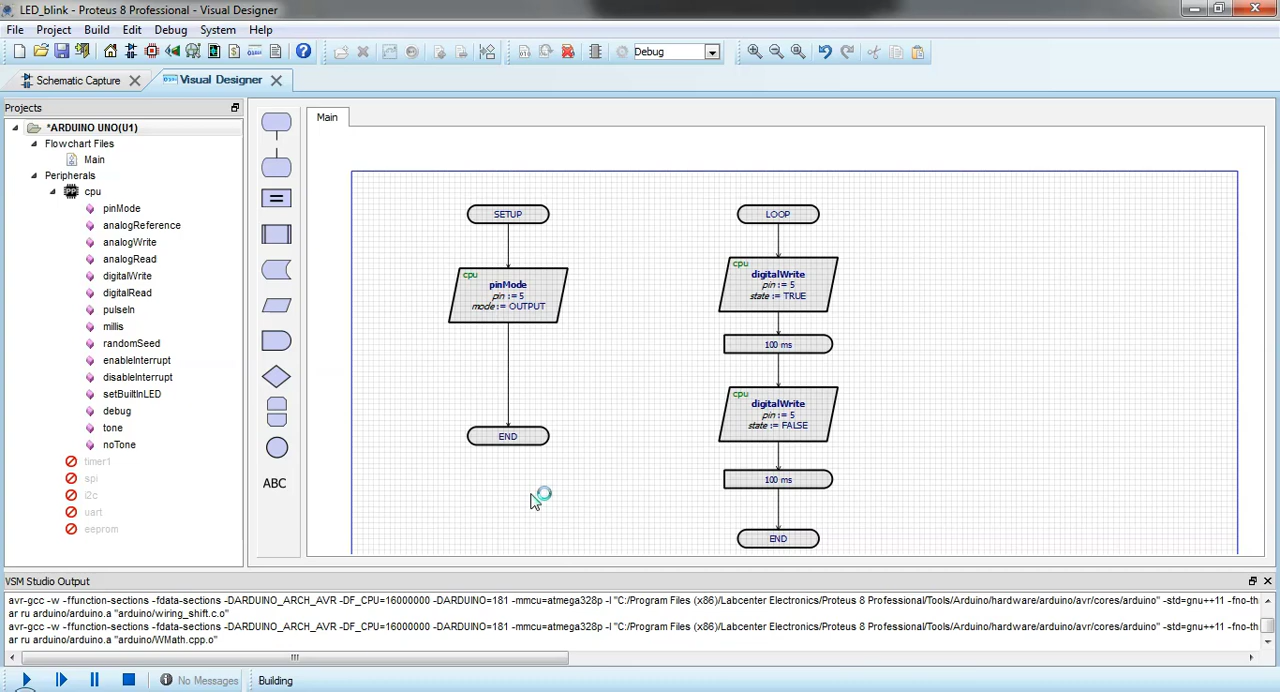 LED_blink - Proteus 8 Professional - Visual Designer
File Project Build Edit Debug System Help
Debug
Schematic Capture
Visual Designer
Projects
*ARDUINO UNO(U1)
Flowchart Files
Main
Peripherals
cpu
pinMode
analogReference
analogWrite
analogRead
digitalWrite
digitalRead
pulseIn
millis
randomSeed
enableInterrupt
disableInterrupt
setBuiltInLED
debug
tone
noTone
timer1
spi
i2c
uart
eeprom
ABC
Main
SETUP
cpu
pinMode
pin := 5
mode := OUTPUT
END
LOOP
cpu
digitalWrite
pin := 5
state := TRUE
100 ms
cpu
digitalWrite
pin := 5
state := FALSE
100 ms
END
VSM Studio Output
avr-gcc -w -ffunction-sections -fdata-sections -DARDUINO_ARCH_AVR -DF_CPU=16000000 -DARDUINO=181 -mmcu=atmega328p -I "C:/Program Files (x86)/Labcenter Electronics/Proteus 8 Professional/Tools/Arduino/hardware/arduino/avr/cores/arduino" -std=gnu++11 -fno-th
ar ru arduino/arduino.a "arduino/wiring_shift.c.o"
avr-gcc -w -ffunction-sections -fdata-sections -DARDUINO_ARCH_AVR -DF_CPU=16000000 -DARDUINO=181 -mmcu=atmega328p -I "C:/Program Files (x86)/Labcenter Electronics/Proteus 8 Professional/Tools/Arduino/hardware/arduino/avr/cores/arduino" -std=gnu++11 -fno-th
ar ru arduino/arduino.a "arduino/WMath.cpp.o"
No Messages
Building